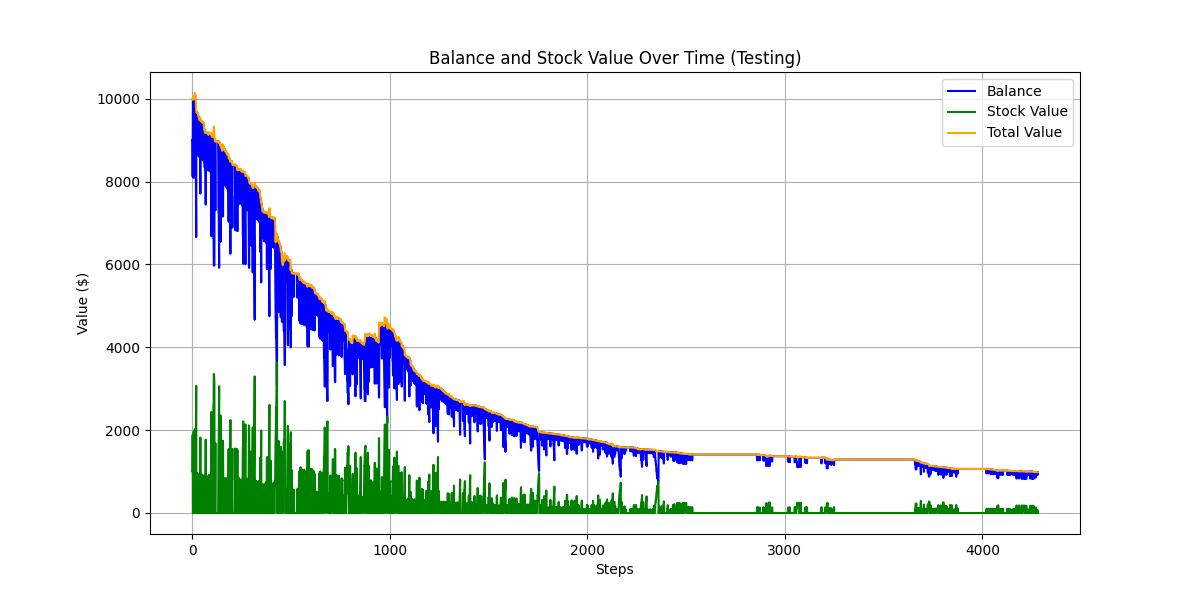 Balance and Stock Value Over Time (Testing)
Balance
Stock Value
Total Value
Value ($)
10000
8000
6000
4000
2000
0
0 1000 2000 3000 4000
Steps